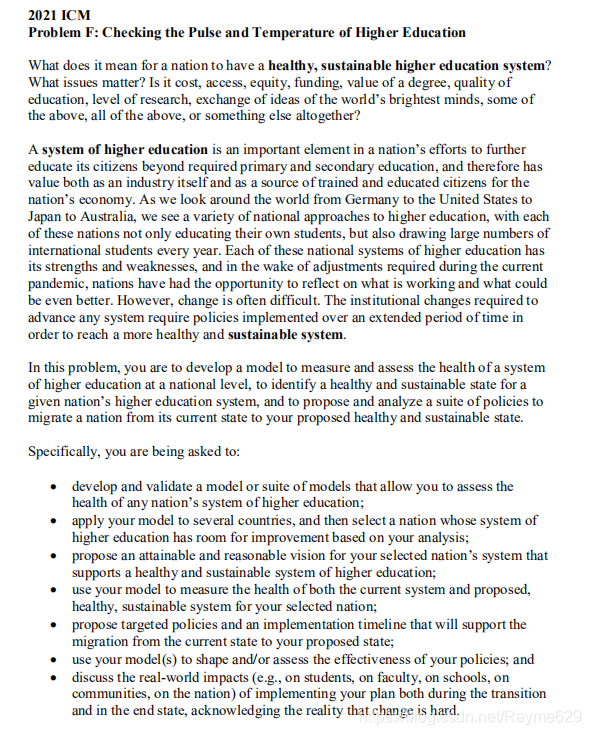 2021 ICM
Problem F: Checking the Pulse and Temperature of Higher Education
What does it mean for a nation to have a healthy, sustainable higher education system?
What issues matter? Is it cost, access, equity, funding, value of a degree, quality of
education, level of research, exchange of ideas of the world's brightest minds, some of
the above, all of the above, or something else altogether?
A system of higher education is an important element in a nation's efforts to further
educate its citizens beyond required primary and secondary education, and therefore has
value both as an industry itself and as a source of trained and educated citizens for the
nation's economy. As we look around the world from Germany to the United States to
Japan to Australia, we see a variety of national approaches to higher education, with each
of these nations not only educating their own students, but also drawing large numbers of
international students every year. Each of these national systems of higher education has
its strengths and weaknesses, and in the wake of adjustments required during the current
pandemic, nations have had the opportunity to reflect on what is working and what could
be even better. However, change is often difficult. The institutional changes required to
advance any system require policies implemented over an extended period of time in
order to reach a more healthy and sustainable system.
In this problem, you are to develop a model to measure and assess the health of a system
of higher education at a national level, to identify a healthy and sustainable state for a
given nation's higher education system, and to propose and analyze a suite of policies to
migrate a nation from its current state to your proposed healthy and sustainable state.
Specifically, you are being asked to:
• develop and validate a model or suite of models that allow you to assess the
health of any nation's system of higher education;
• apply your model to several countries, and then select a nation whose system of
higher education has room for improvement based on your analysis;
• propose an attainable and reasonable vision for your selected nation's system that
supports a healthy and sustainable system of higher education;
• use your model to measure the health of both the current system and proposed,
healthy, sustainable system for your selected nation;
• propose targeted policies and an implementation timeline that will support the
migration from the current state to your proposed state;
• use your model(s) to shape and/or assess the effectiveness of your policies; and
• discuss the real-world impacts (e.g., on students, on faculty, on schools, on
communities, on the nation) of implementing your plan both during the transition
and in the end state, acknowledging the reality that change is hard.
https://blog.csdn.net/Rayme629